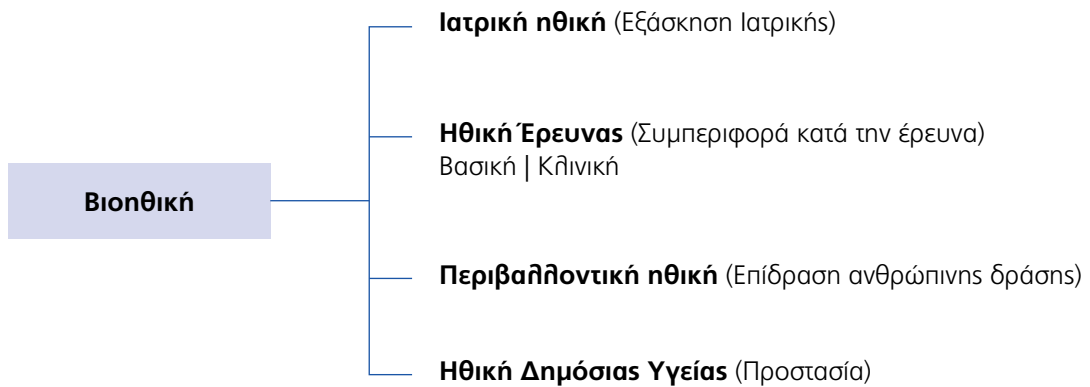 Ιατρική ηθική (Εξάσκηση Ιατρικής)
Ηθική Έρευνας (Συμπεριφορά κατά την έρευνα)
Βασική | Κλινική
Βιοηθική
Περιβαλλοντική ηθική (Επίδραση ανθρώπινης δράσης)
Ηθική Δημόσιας Υγείας (Προστασία)